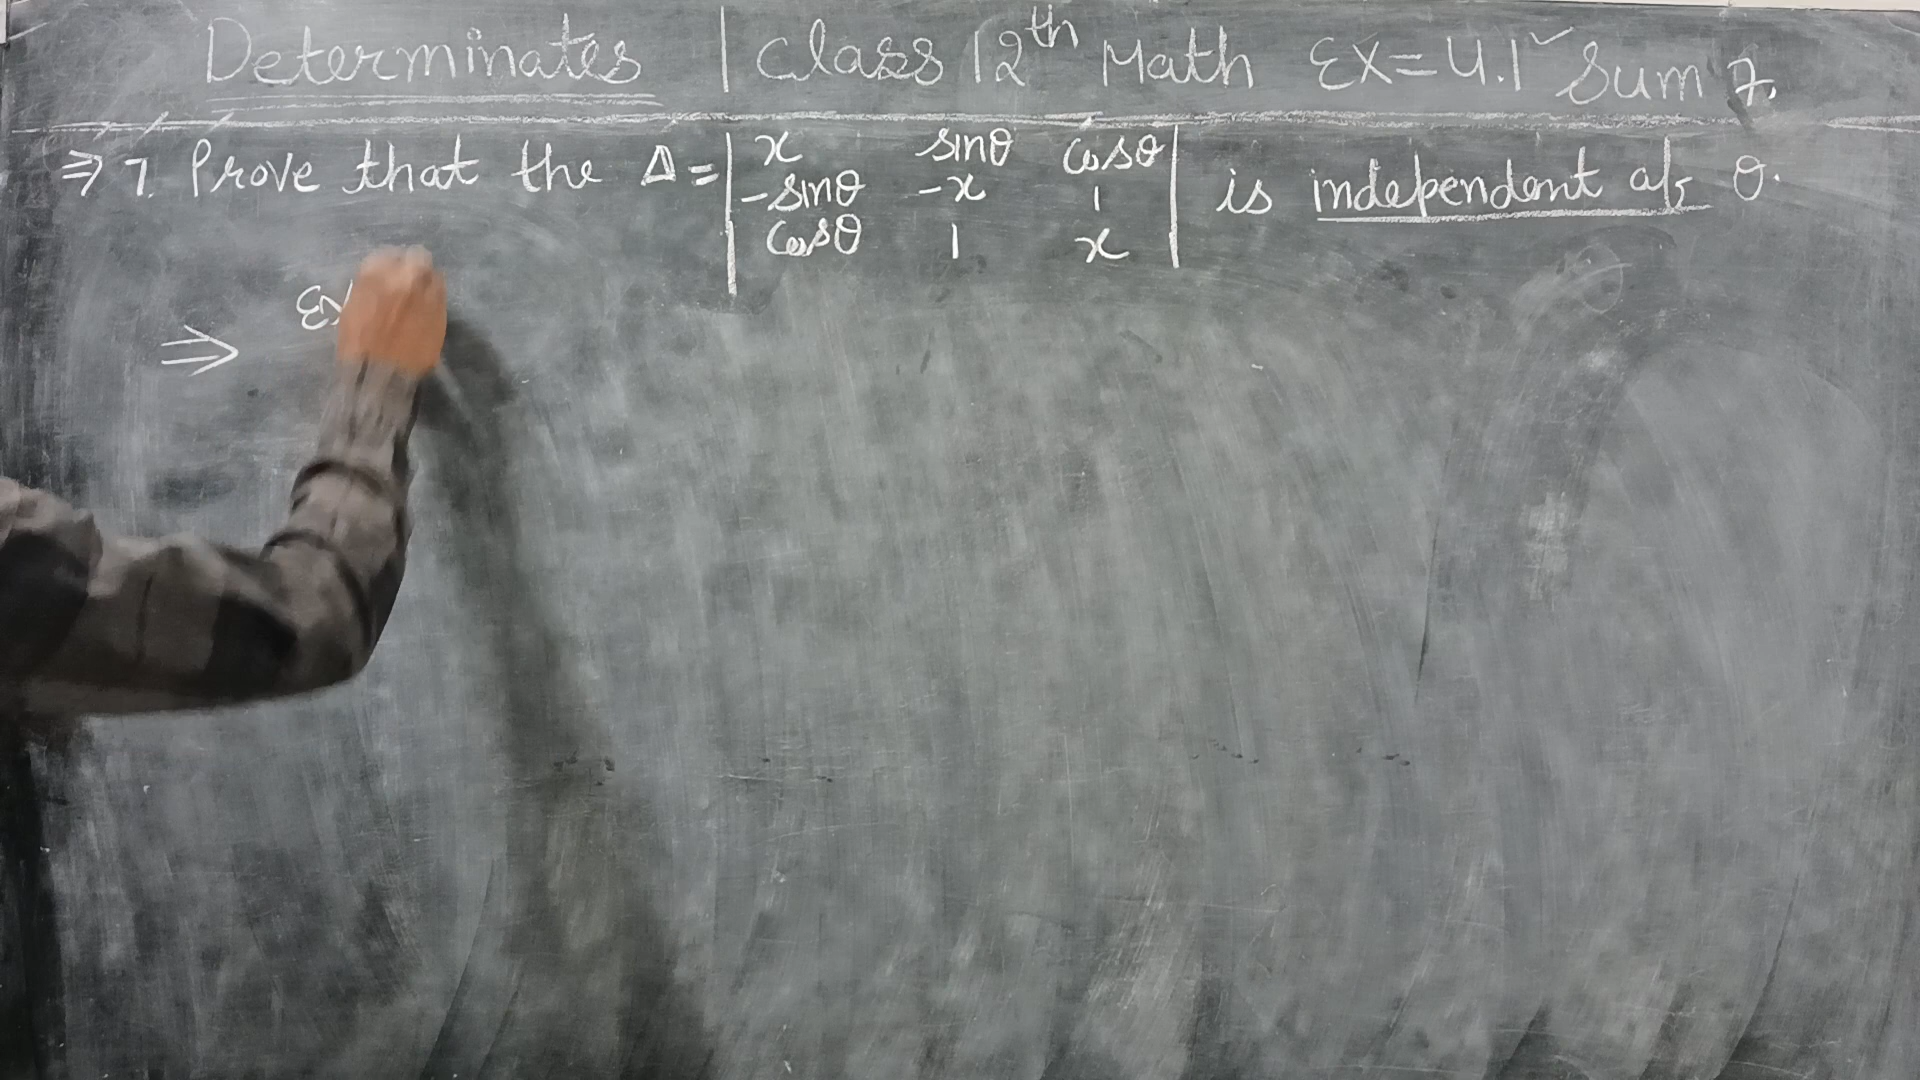 Determinates | Class 12th Math EX=4.1 Sum 7.
⇒ 7. Prove that the Δ = | x sinθ cosθ | is independent of θ.
| -sinθ -x 1 |
| cosθ 1 x |
⇒ Ex